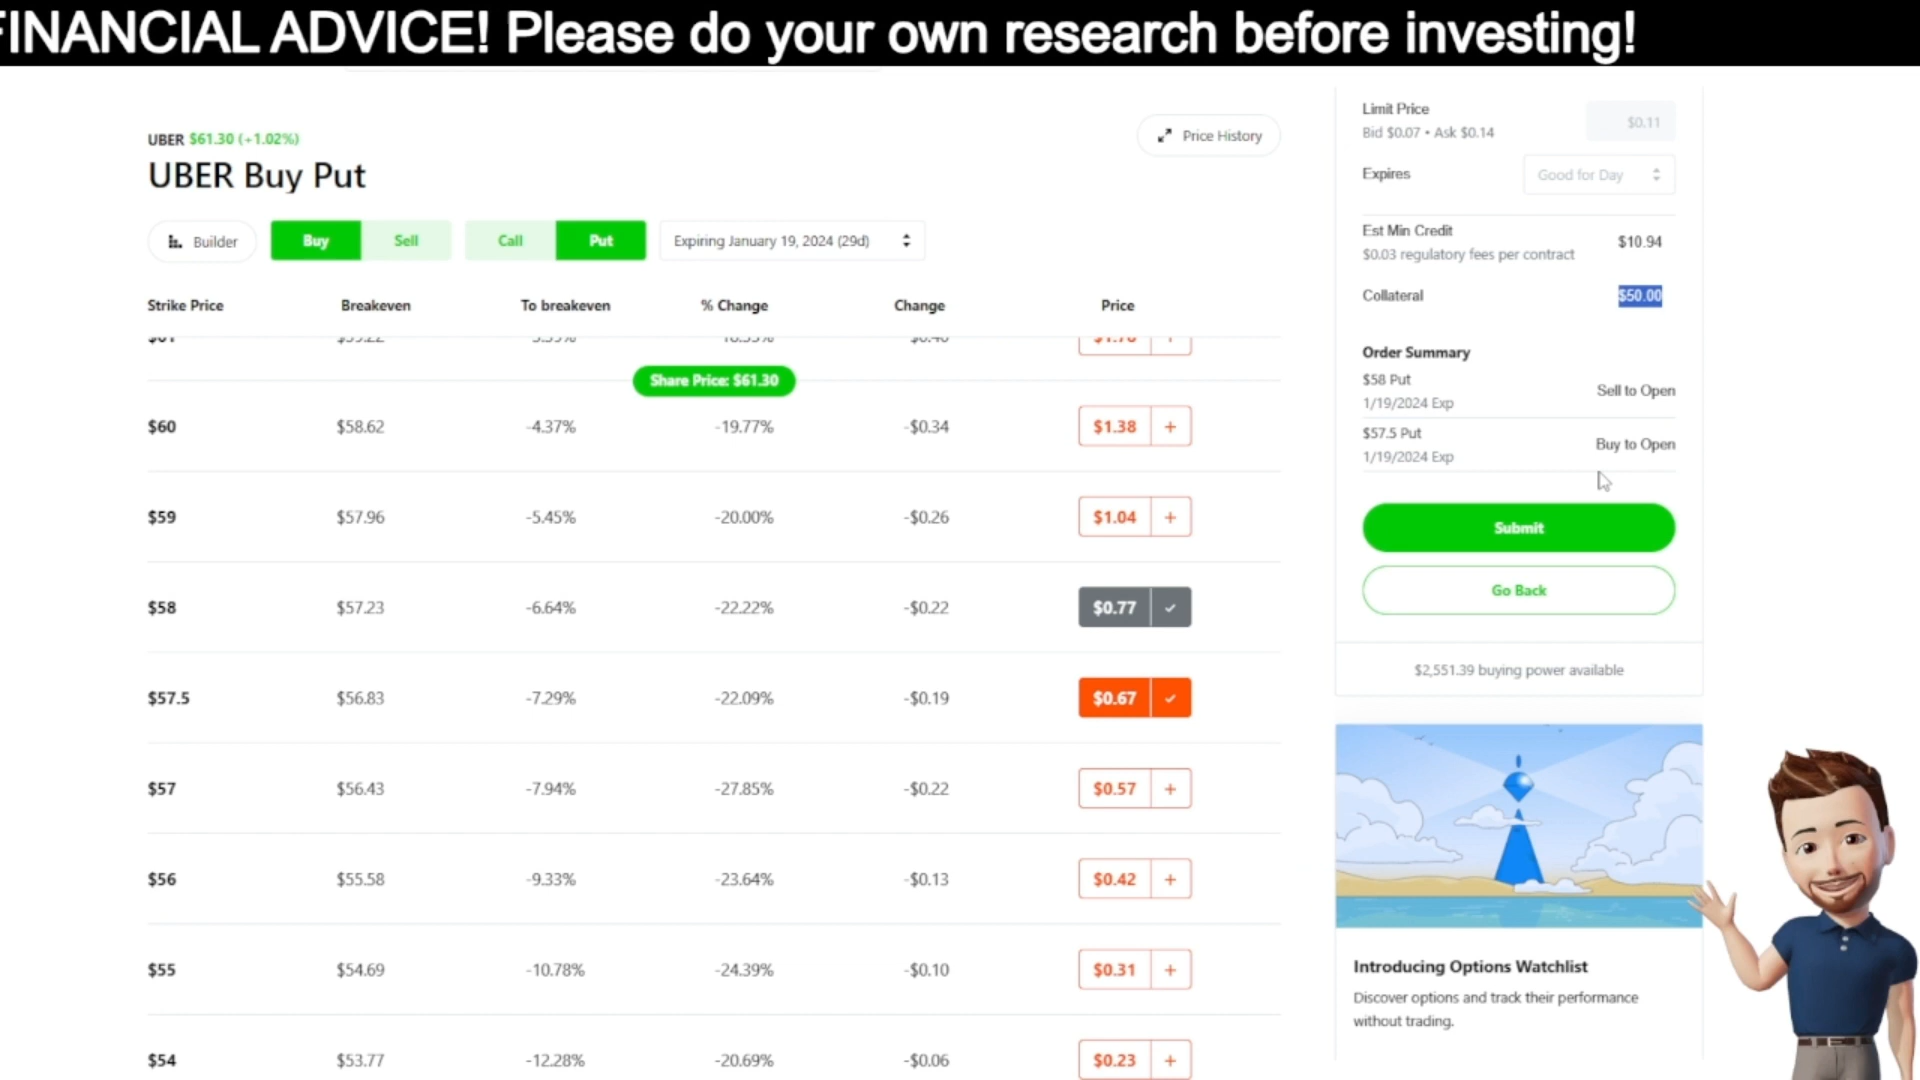 FINANCIAL ADVICE! Please do your own research before investing!
UBER $61.30 (+1.02%)
UBER Buy Put
Price History
Builder
Buy
Sell
Call
Put
Expiring January 19, 2024 (29d)
Strike Price Breakeven To breakeven % Change Change Price
Share Price: $61.30
$60 $58.62 -4.37% -19.77% -$0.34 $1.38 +
$59 $57.96 -5.45% -20.00% -$0.26 $1.04 +
$58 $57.23 -6.64% -22.22% -$0.22 $0.77
$57.5 $56.83 -7.29% -22.09% -$0.19 $0.67
$57 $56.43 -7.94% -27.85% -$0.22 $0.57 +
$56 $55.58 -9.33% -23.64% -$0.13 $0.42 +
$55 $54.69 -10.78% -24.39% -$0.10 $0.31 +
$54 $53.77 -12.28% -20.69% -$0.06 $0.23 +
Limit Price
Bid $0.07 • Ask $0.14
$0.11
Expires
Good for Day
Est Min Credit
$0.03 regulatory fees per contract
$10.94
Collateral
$50.00
Order Summary
$58 Put
1/19/2024 Exp
Sell to Open
$57.5 Put
1/19/2024 Exp
Buy to Open
Submit
Go Back
$2,551.39 buying power available
Introducing Options Watchlist
Discover options and track their performance
without trading.